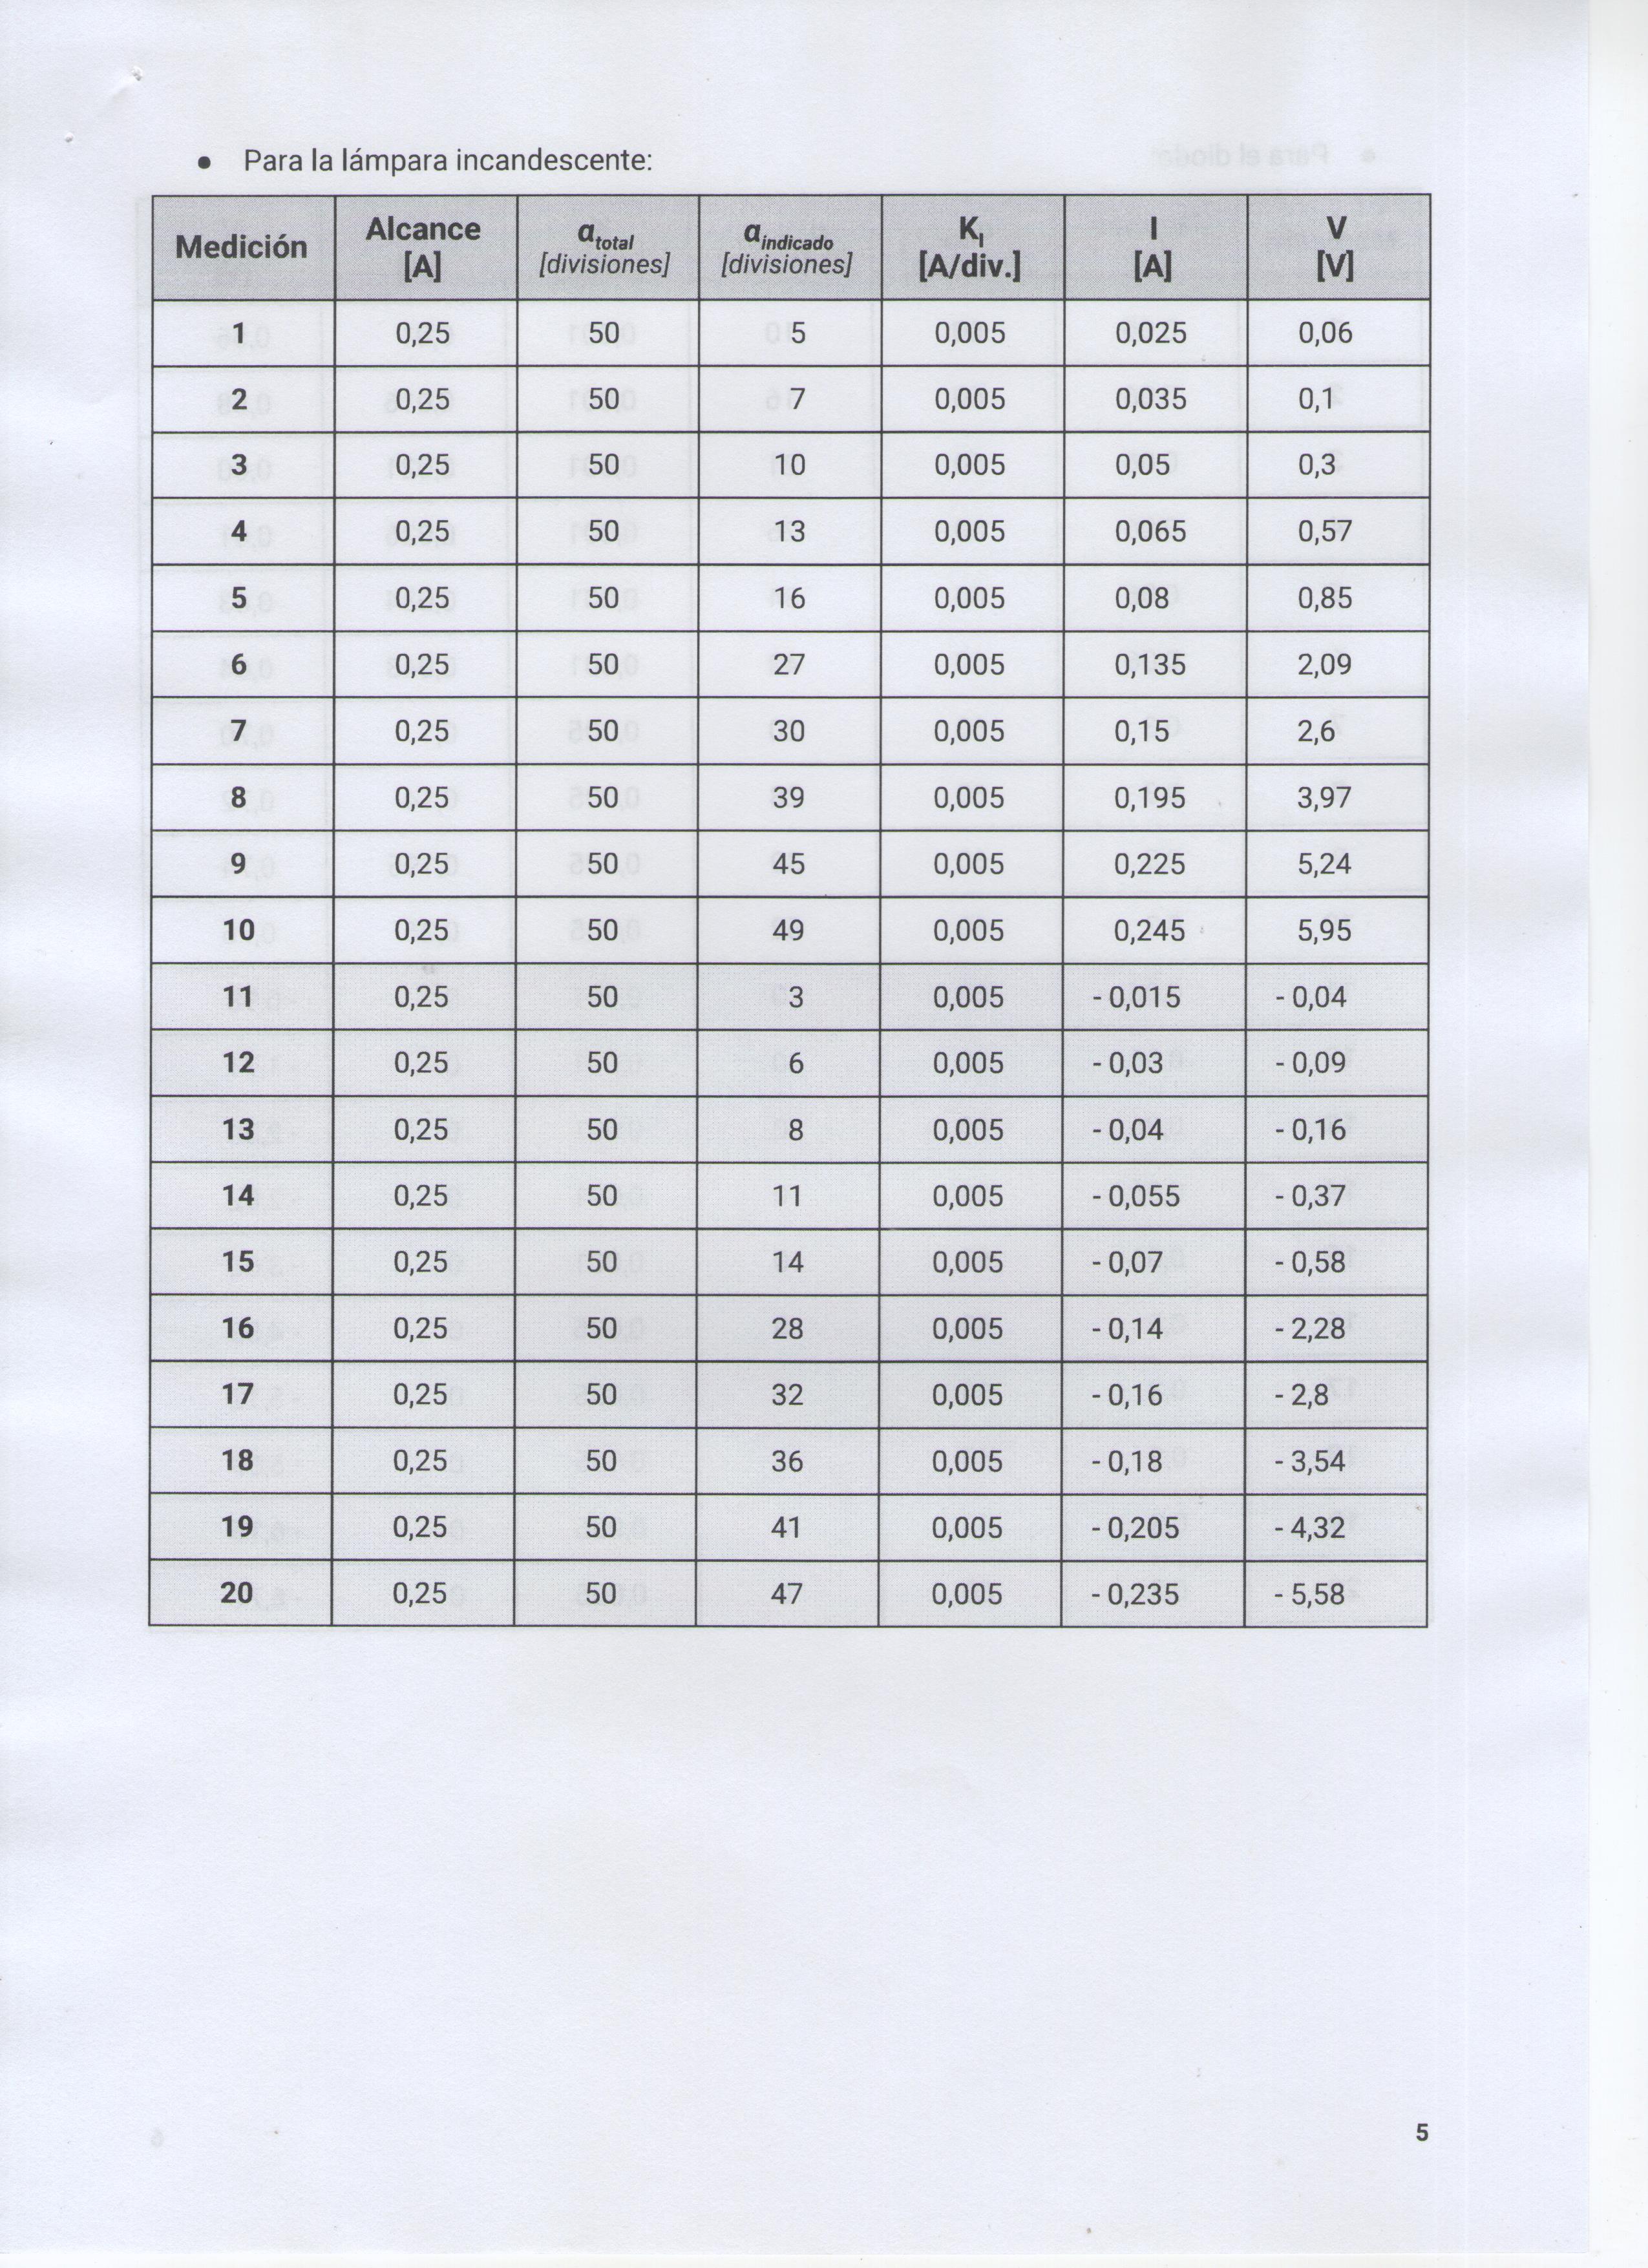 ● Para la lámpara incandescente:
Medición Alcance [A] α total [divisiones] α indicado [divisiones] K I [A/div.] I [A] V [V]
1 0,25 50 5 0,005 0,025 0,06
2 0,25 50 7 0,005 0,035 0,1
3 0,25 50 10 0,005 0,05 0,3
4 0,25 50 13 0,005 0,065 0,57
5 0,25 50 16 0,005 0,08 0,85
6 0,25 50 27 0,005 0,135 2,09
7 0,25 50 30 0,005 0,15 2,6
8 0,25 50 39 0,005 0,195 3,97
9 0,25 50 45 0,005 0,225 5,24
10 0,25 50 49 0,005 0,245 5,95
11 0,25 50 3 0,005 - 0,015 - 0,04
12 0,25 50 6 0,005 - 0,03 - 0,09
13 0,25 50 8 0,005 - 0,04 - 0,16
14 0,25 50 11 0,005 - 0,055 - 0,37
15 0,25 50 14 0,005 - 0,07 - 0,58
16 0,25 50 28 0,005 - 0,14 - 2,28
17 0,25 50 32 0,005 - 0,16 - 2,8
18 0,25 50 36 0,005 - 0,18 - 3,54
19 0,25 50 41 0,005 - 0,205 - 4,32
20 0,25 50 47 0,005 - 0,235 - 5,58
5